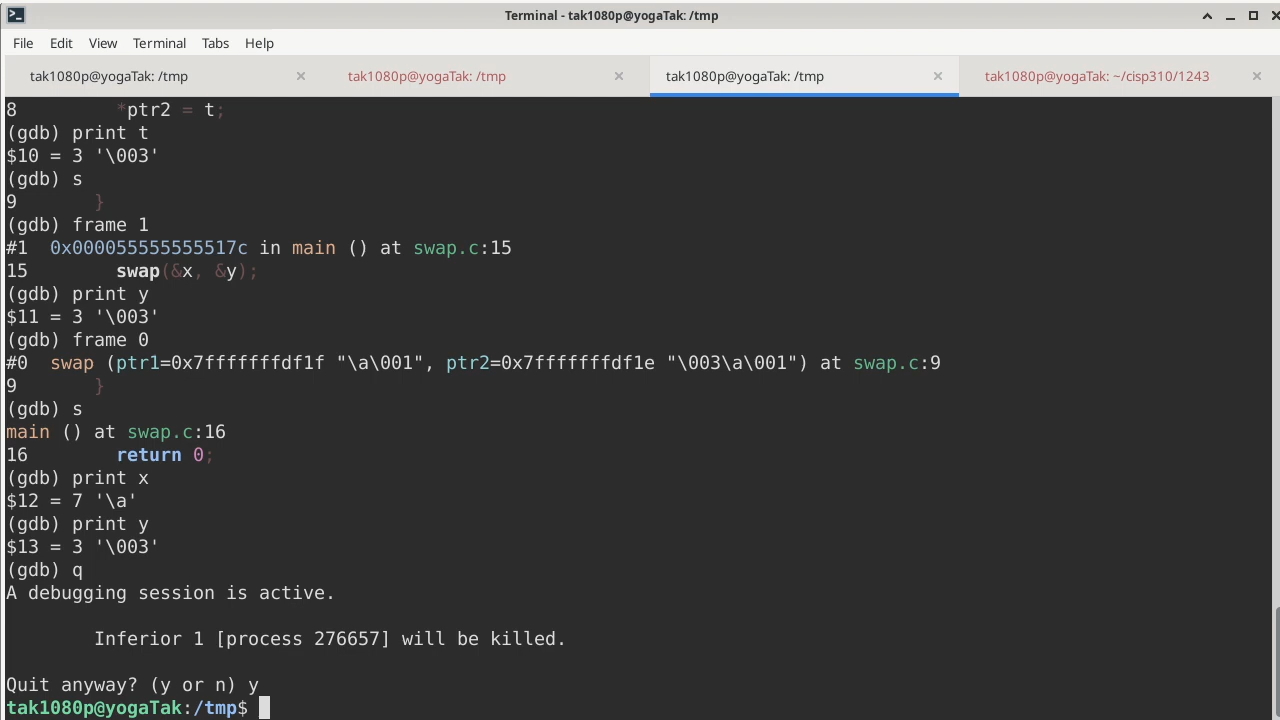 Terminal - tak1080p@yogaTak: /tmp
File Edit View Terminal Tabs Help
tak1080p@yogaTak: /tmp tak1080p@yogaTak: /tmp tak1080p@yogaTak: /tmp tak1080p@yogaTak: ~/cisp310/1243
8         *ptr2 = t;
(gdb) print t
$10 = 3 '\003'
(gdb) s
9       }
(gdb) frame 1
#1  0x000055555555517c in main () at swap.c:15
15        swap(&x, &y);
(gdb) print y
$11 = 3 '\003'
(gdb) frame 0
#0  swap (ptr1=0x7fffffffdf1f "\a\001", ptr2=0x7fffffffdf1e "\003\a\001") at swap.c:9
9       }
(gdb) s
main () at swap.c:16
16        return 0;
(gdb) print x
$12 = 7 '\a'
(gdb) print y
$13 = 3 '\003'
(gdb) q
A debugging session is active.
Inferior 1 [process 276657] will be killed.
Quit anyway? (y or n) y
tak1080p@yogaTak:/tmp$